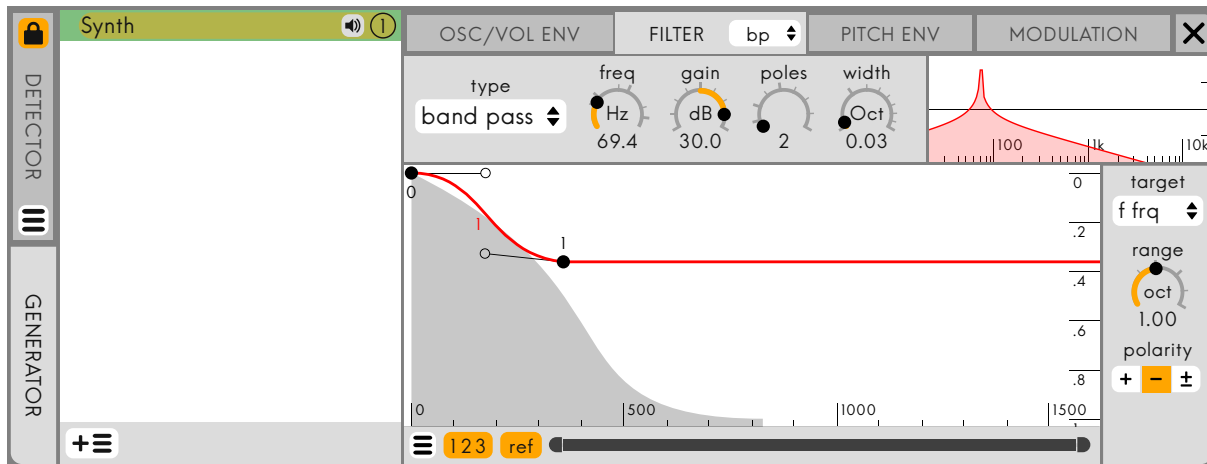 Synth 1
DETECTOR
GENERATOR
OSC/VOL ENV FILTER bp PITCH ENV MODULATION
type
band pass
freq gain poles width
Hz dB Oct
69.4 30.0 2 0.03
100 1k 10k
0
1
1
0
.2
.4
.6
.8
1
0 500 1000 1500
target
f frq
range
oct
1.00
polarity
+ − ±
123 ref